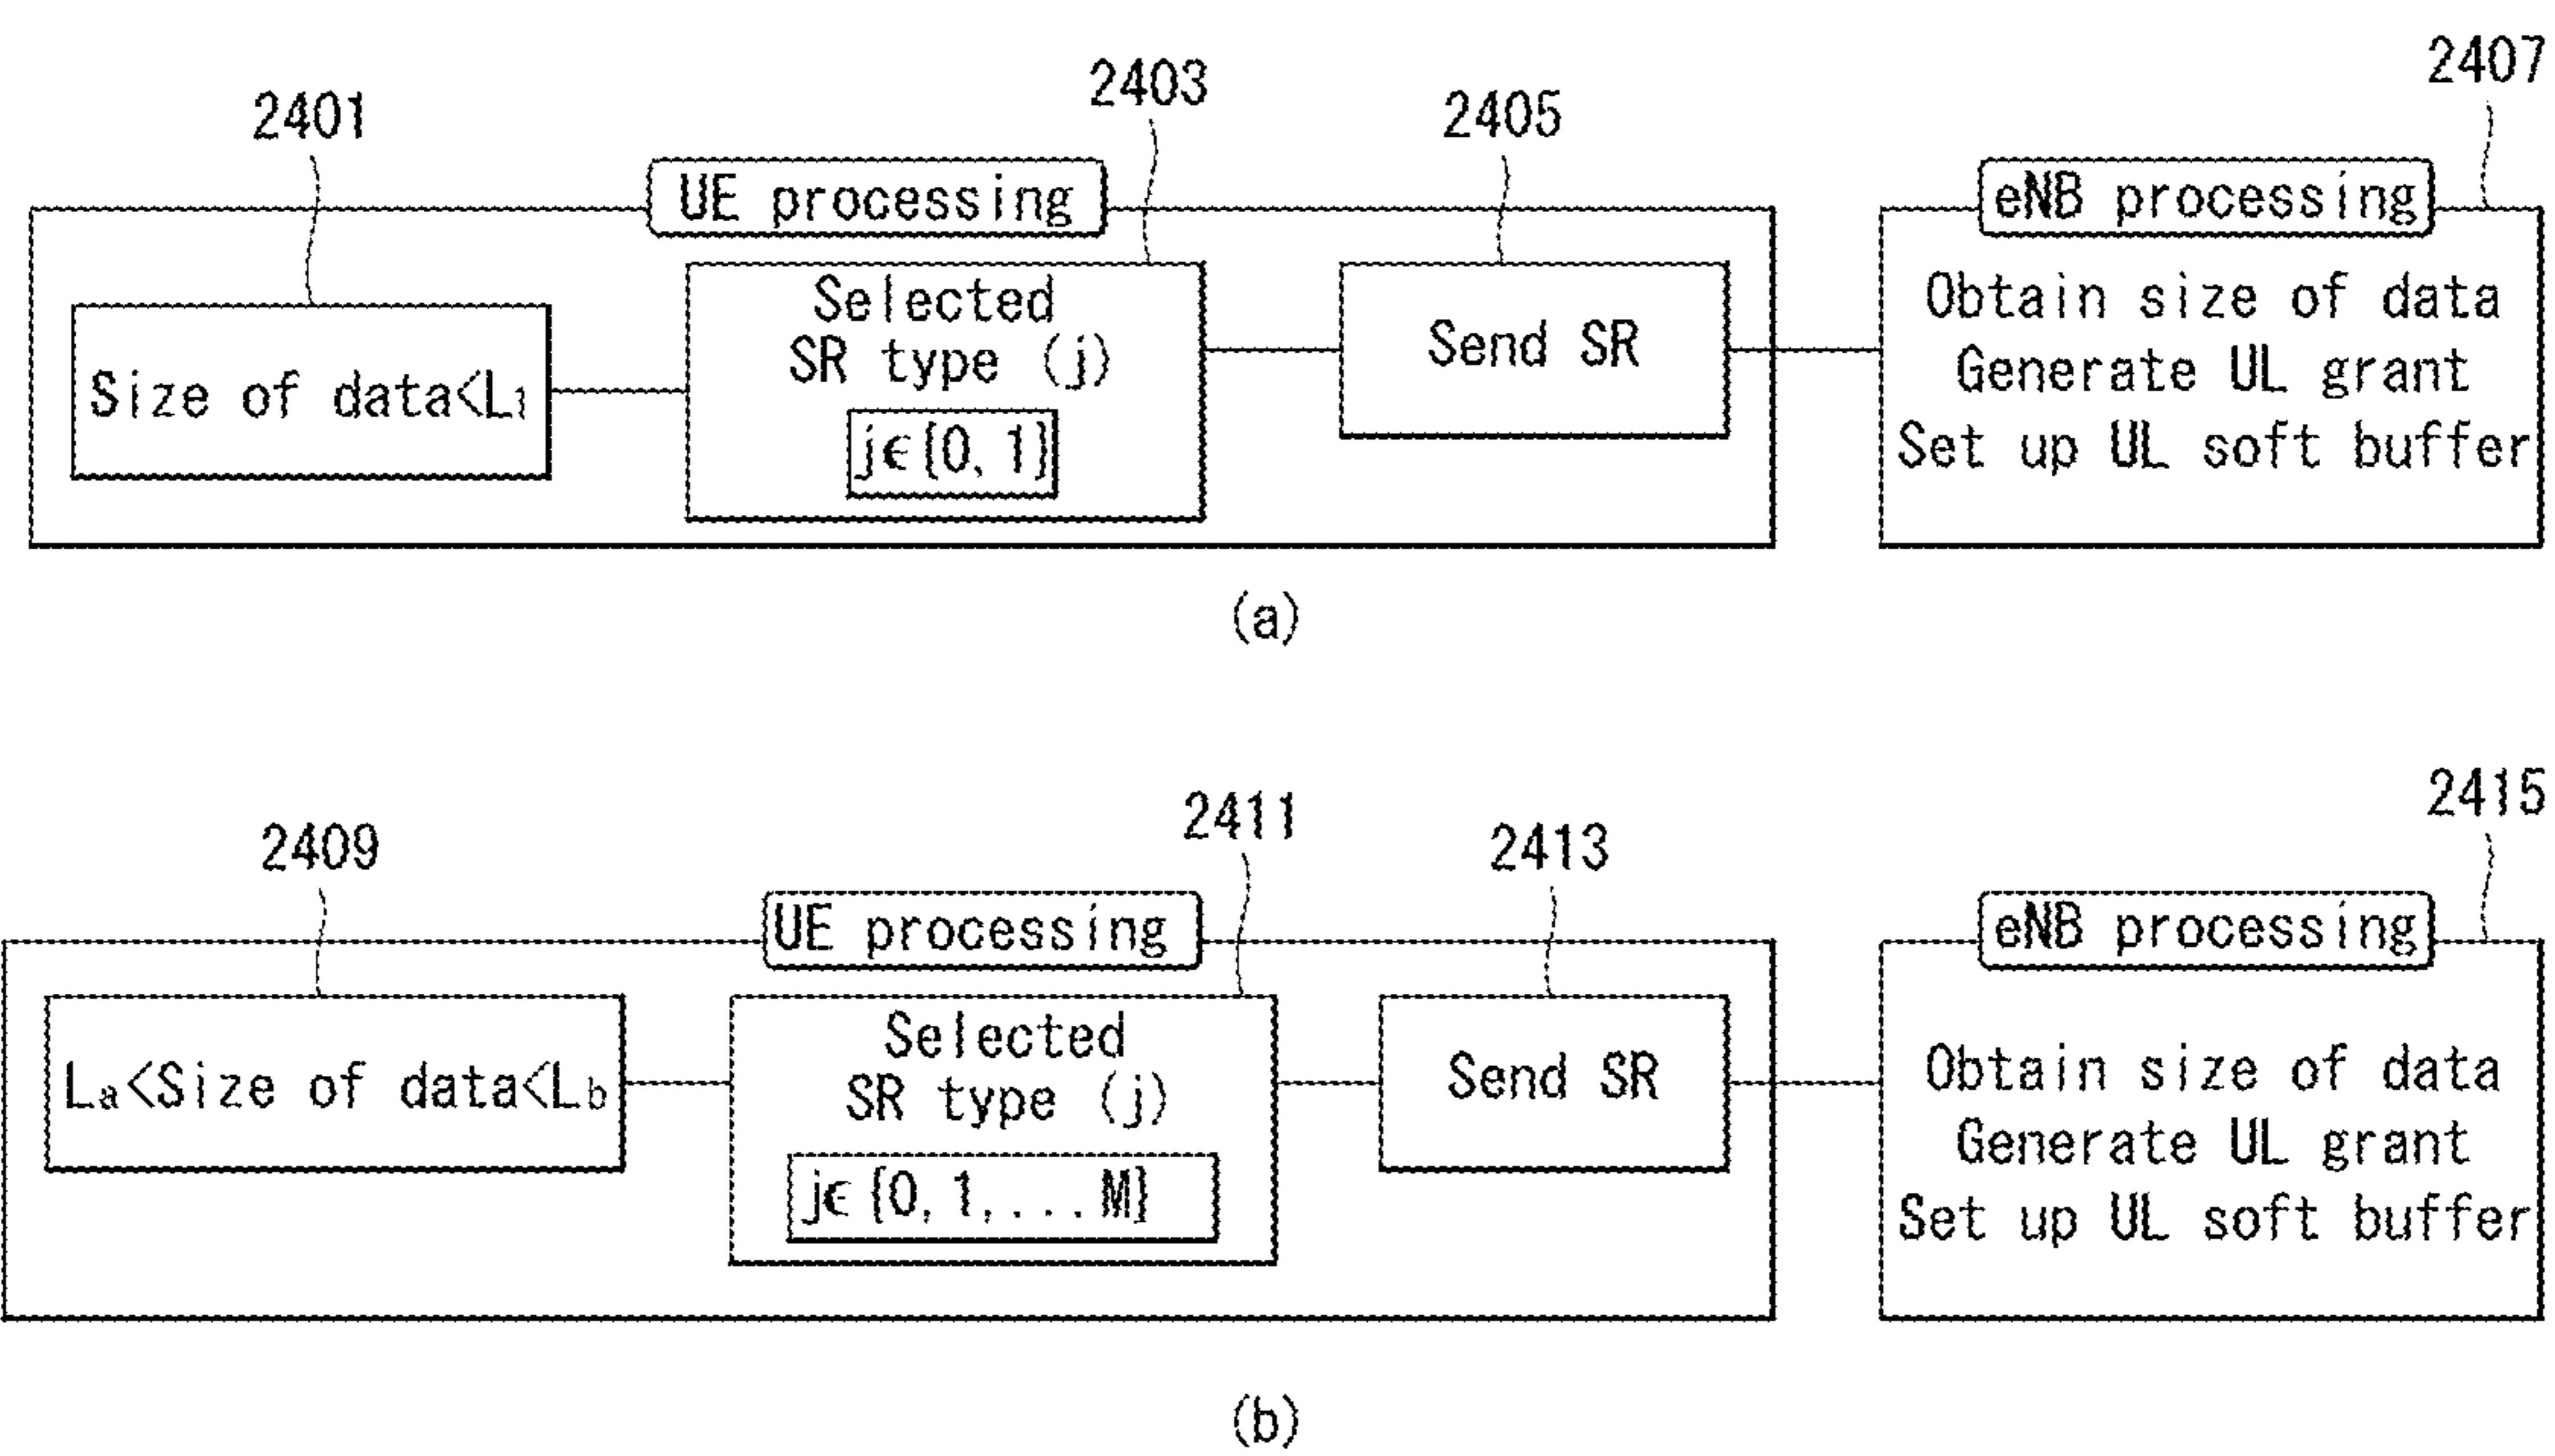 2401
2403
2405
2407
UE processing
eNB processing
Size of data<L₁
Selected
SR type (j)
j∈{0, 1}
Send SR
Obtain size of data
Generate UL grant
Set up UL soft buffer
(a)
2409
2411
2413
2415
UE processing
eNB processing
Lₐ<Size of data<L_b
Selected
SR type (j)
j∈{0, 1, ... M}
Send SR
Obtain size of data
Generate UL grant
Set up UL soft buffer
(b)